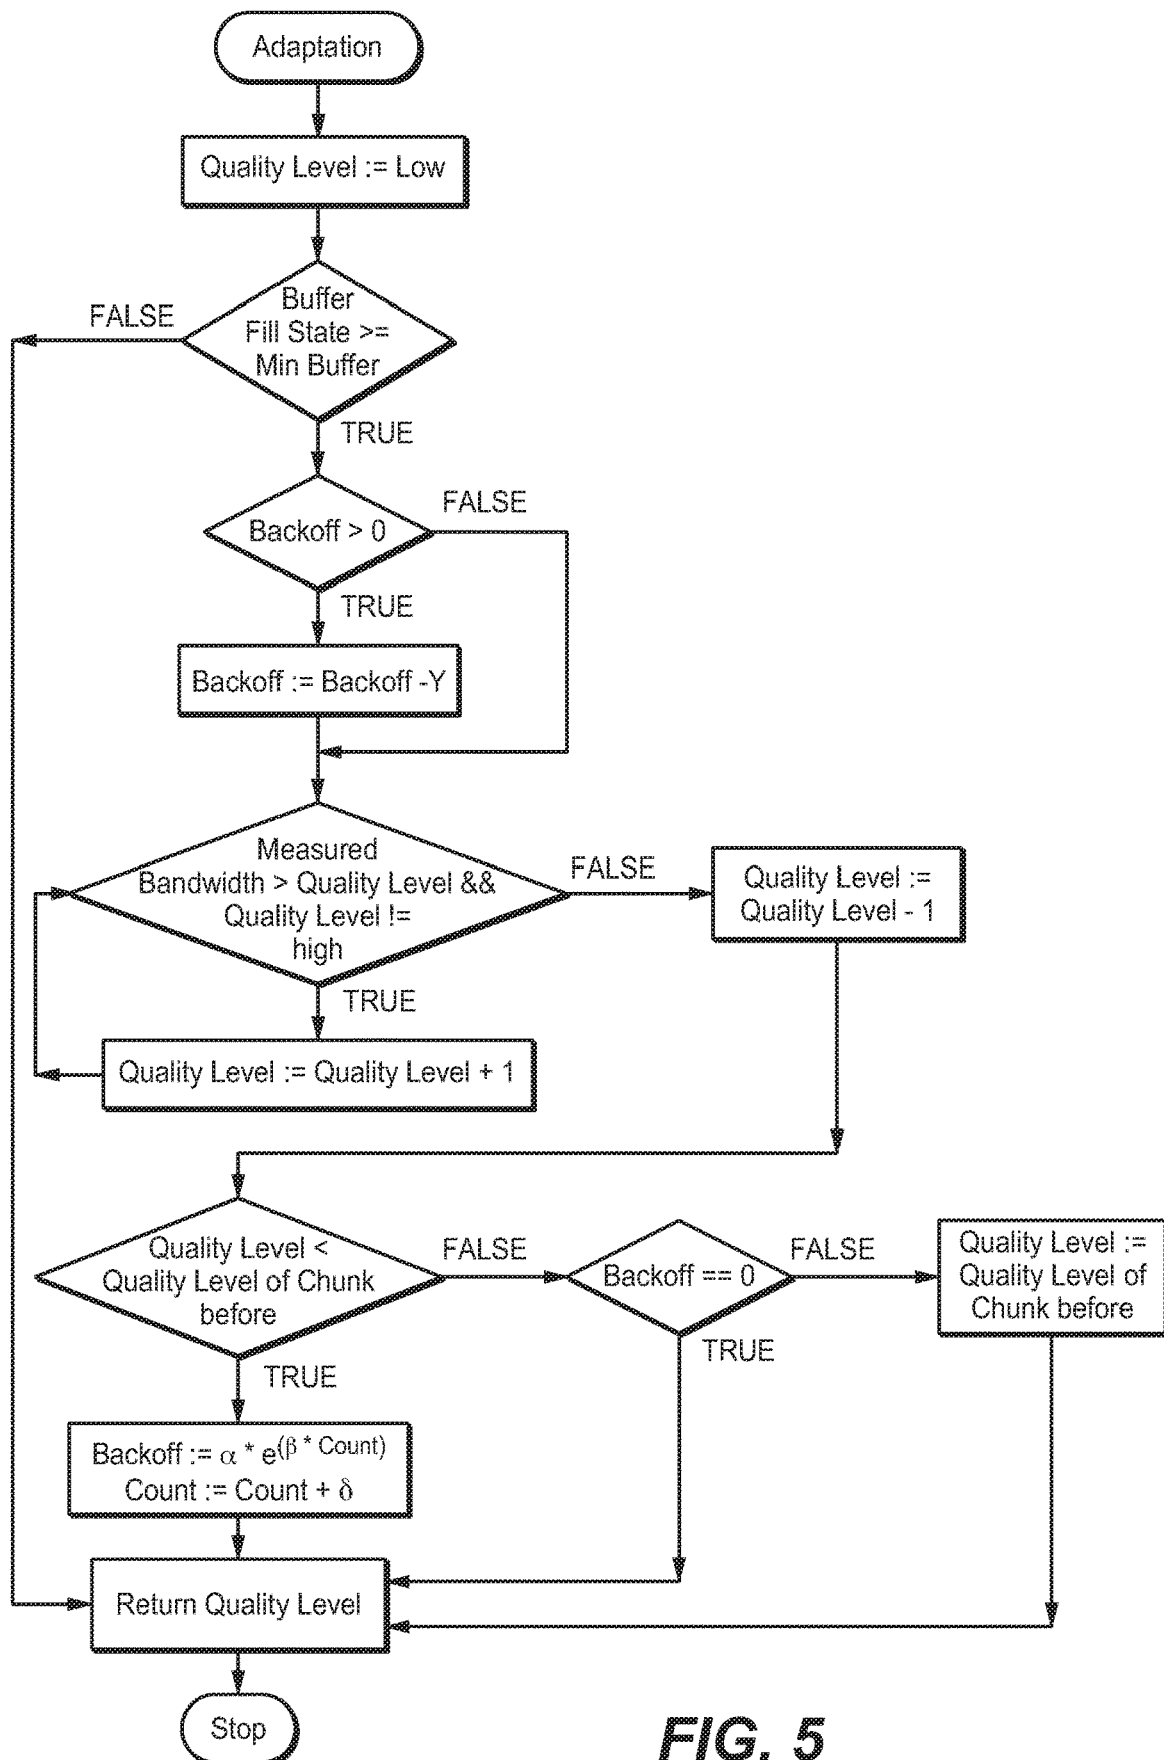 Adaptation
Quality Level := Low
Buffer
Fill State >=
Min Buffer
FALSE
TRUE
Backoff > 0
FALSE
TRUE
Backoff := Backoff -Y
Measured
Bandwidth > Quality Level &&
Quality Level !=
high
FALSE
Quality Level :=
Quality Level - 1
TRUE
Quality Level := Quality Level + 1
Quality Level <
Quality Level of Chunk
before
FALSE
Backoff == 0
FALSE
Quality Level :=
Quality Level of
Chunk before
TRUE
TRUE
Backoff := α * e(β * Count)
Count := Count + δ
Return Quality Level
Stop
FIG. 5